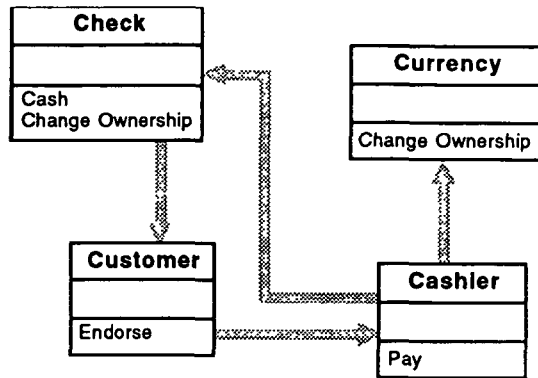 Check
Cash
Change Ownership
Currency
Change Ownership
Customer
Endorse
Cashier
Pay